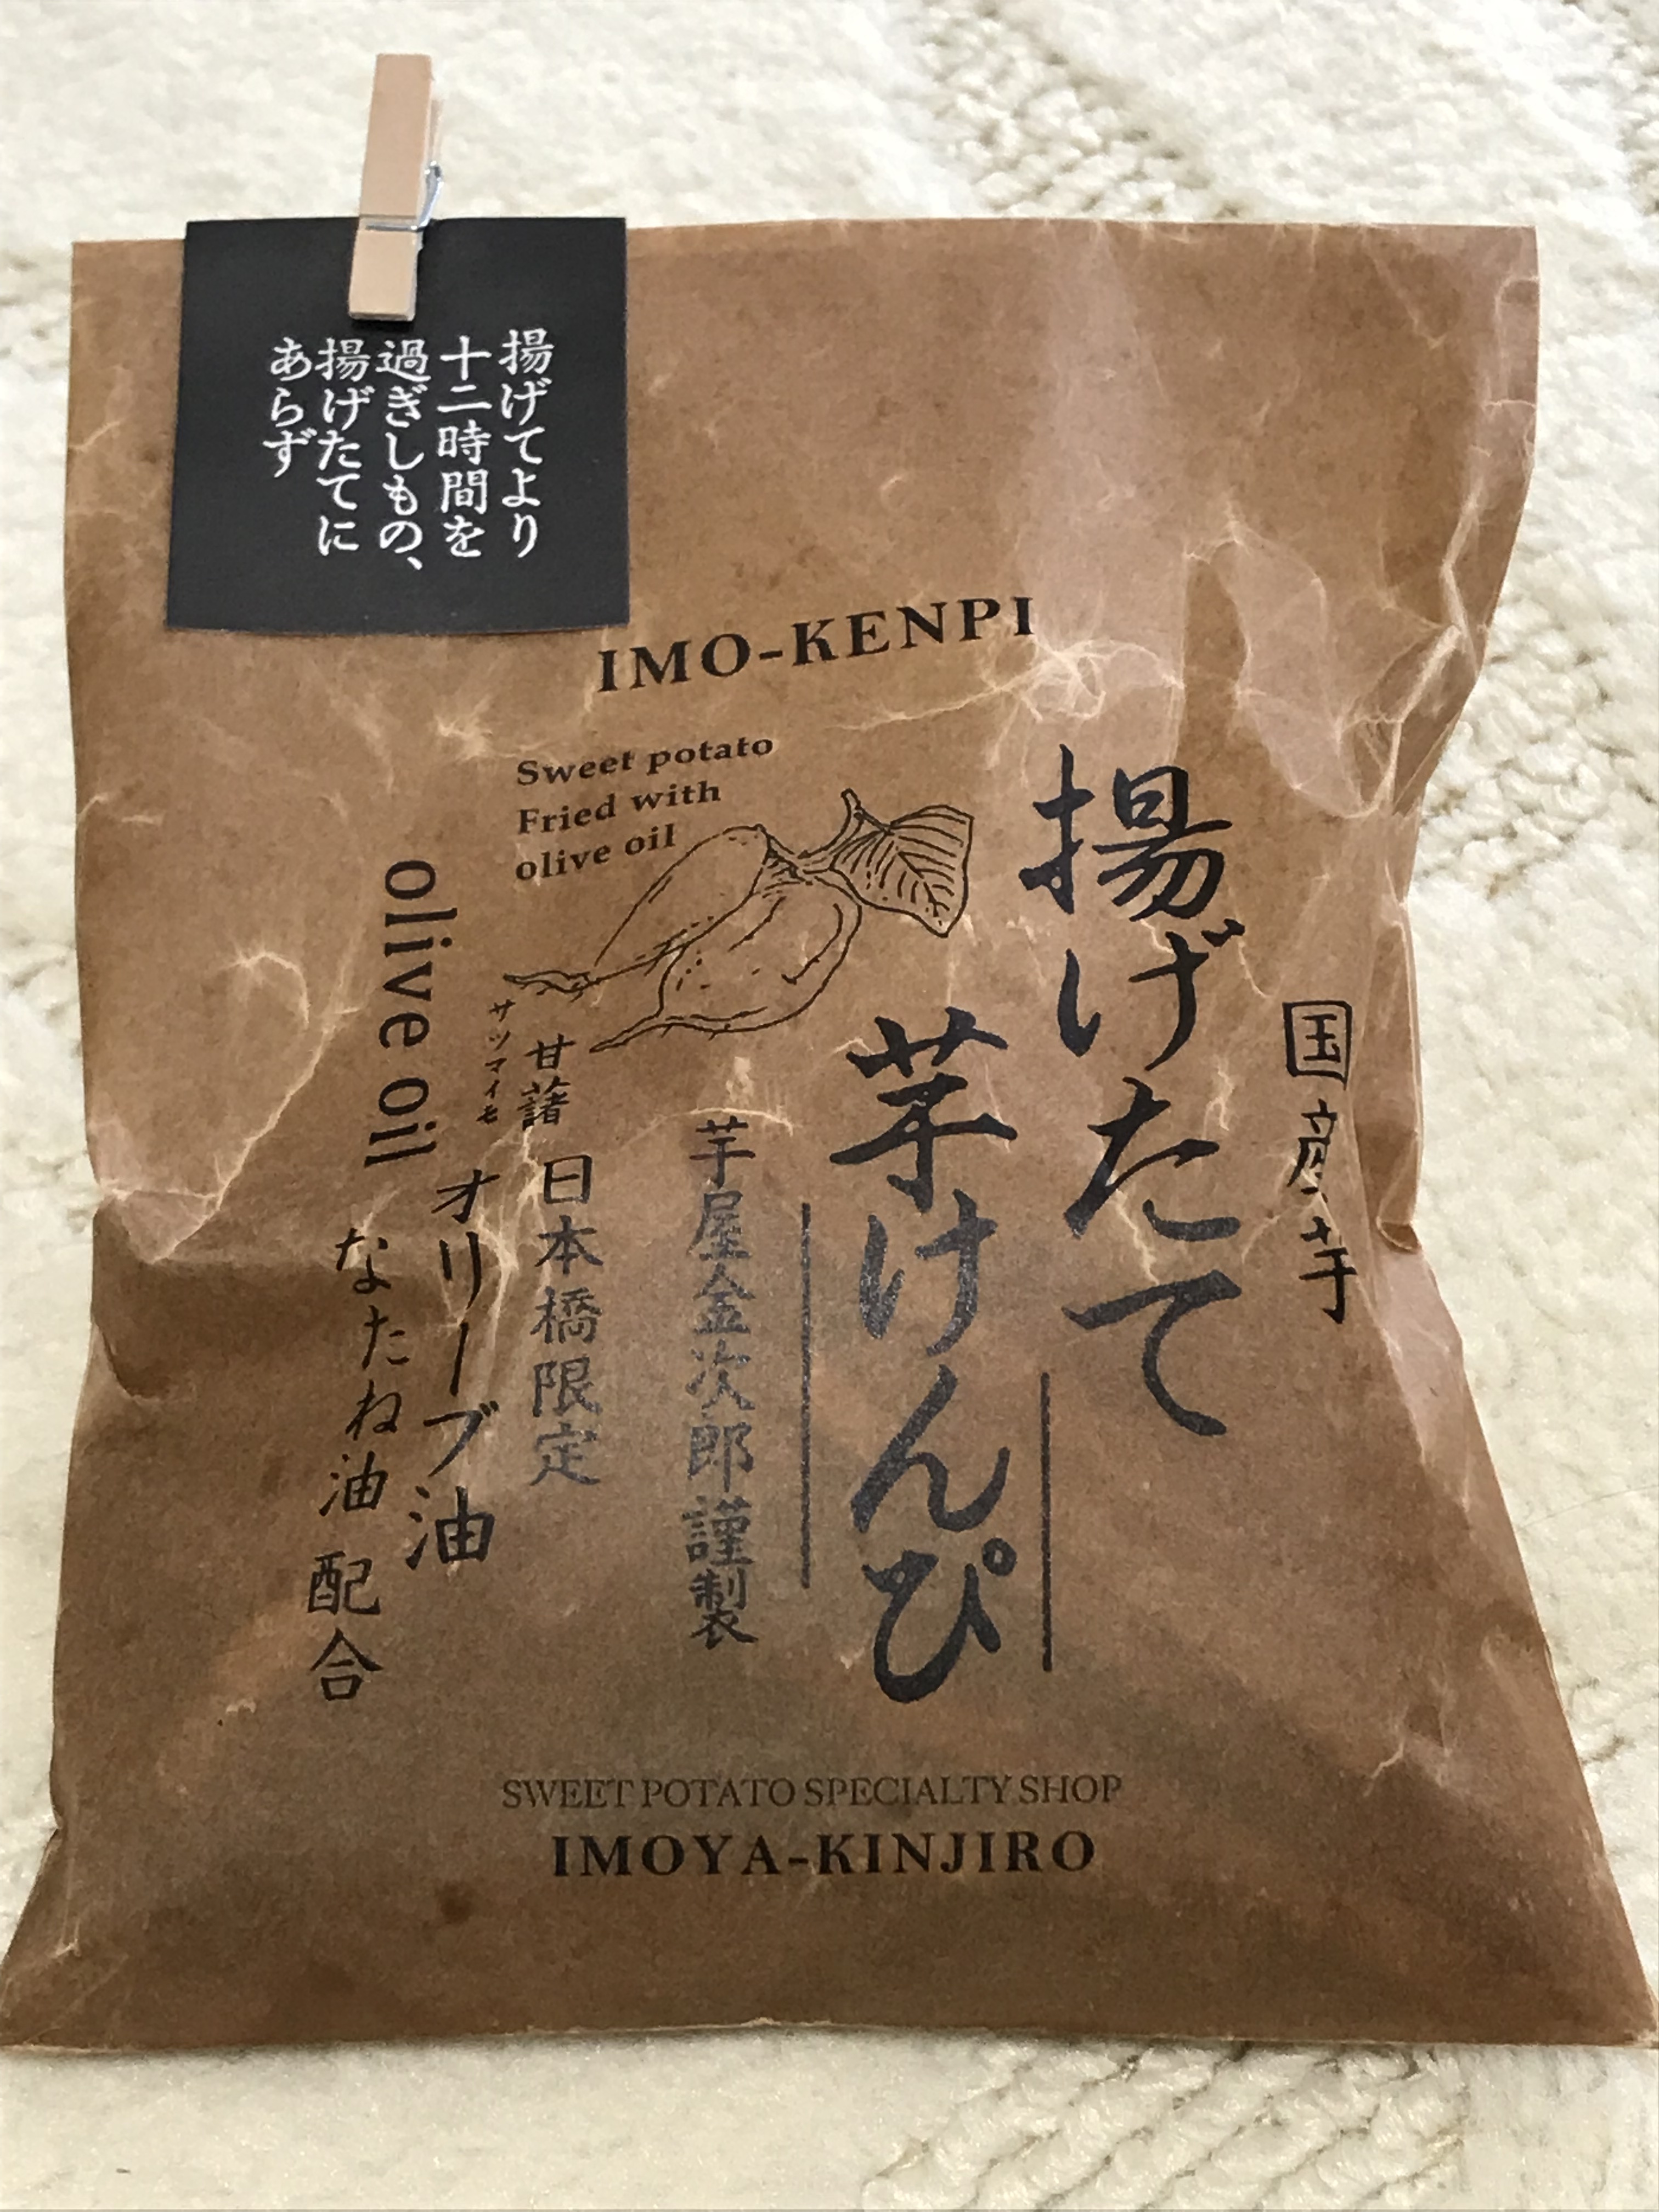 揚げてより
十二時間を
過ぎしもの、
揚げたてに
あらず
IMO-KENPI
Sweet potato
Fried with
olive oil
国産芋
揚げたて
芋けんぴ
芋屋金次郎謹製
甘藷
サツマイモ
日本橋限定
olive oil
オリーブ油
なたね油 配合
SWEET POTATO SPECIALTY SHOP
IMOYA-KINJIRO